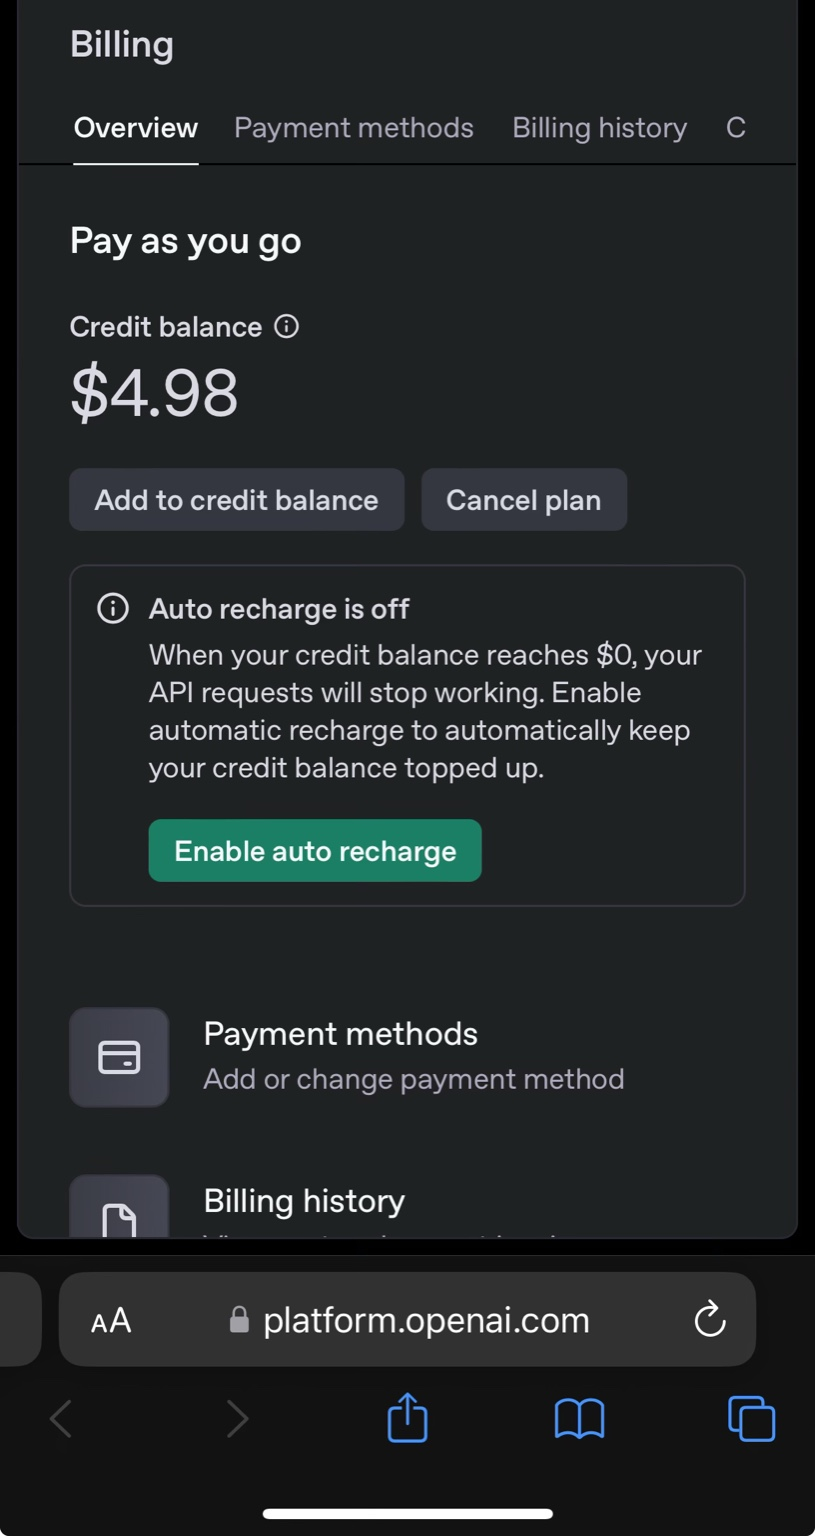 Billing
Overview Payment methods Billing history C
Pay as you go
Credit balance
$4.98
Add to credit balance Cancel plan
Auto recharge is off
When your credit balance reaches $0, your
API requests will stop working. Enable
automatic recharge to automatically keep
your credit balance topped up.
Enable auto recharge
Payment methods
Add or change payment method
Billing history
AA platform.openai.com